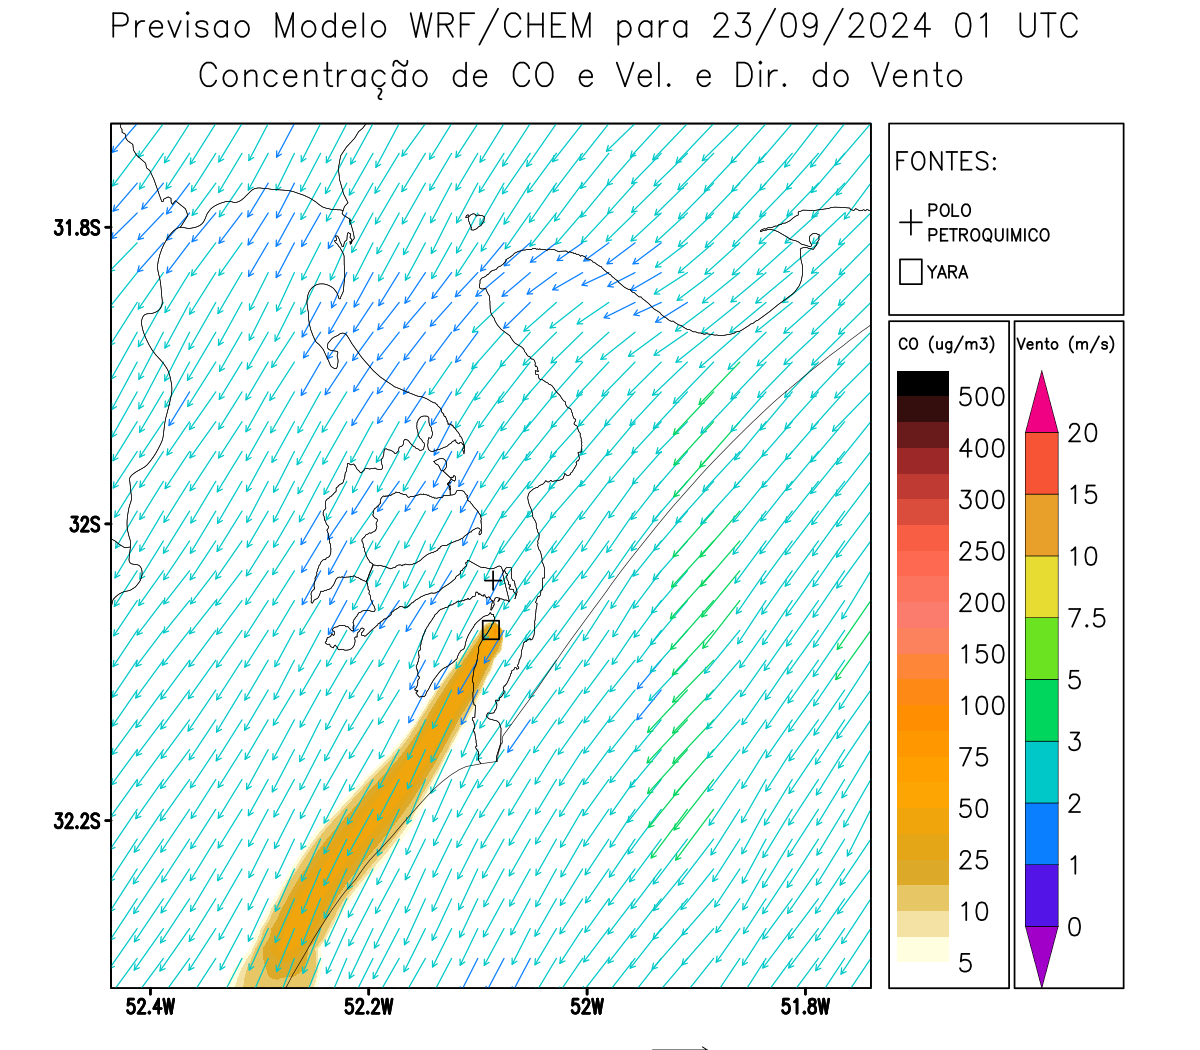 Previsao Modelo WRF/CHEM para 23/09/2024 01 UTC
Concentração de CO e Vel. e Dir. do Vento
FONTES:
POLO
PETROQUIMICO
YARA
31.8S
32S
32.2S
52.4W
52.2W
52W
51.8W
CO (ug/m3)
500
400
300
250
200
150
100
75
50
25
10
5
Vento (m/s)
20
15
10
7.5
5
3
2
1
0